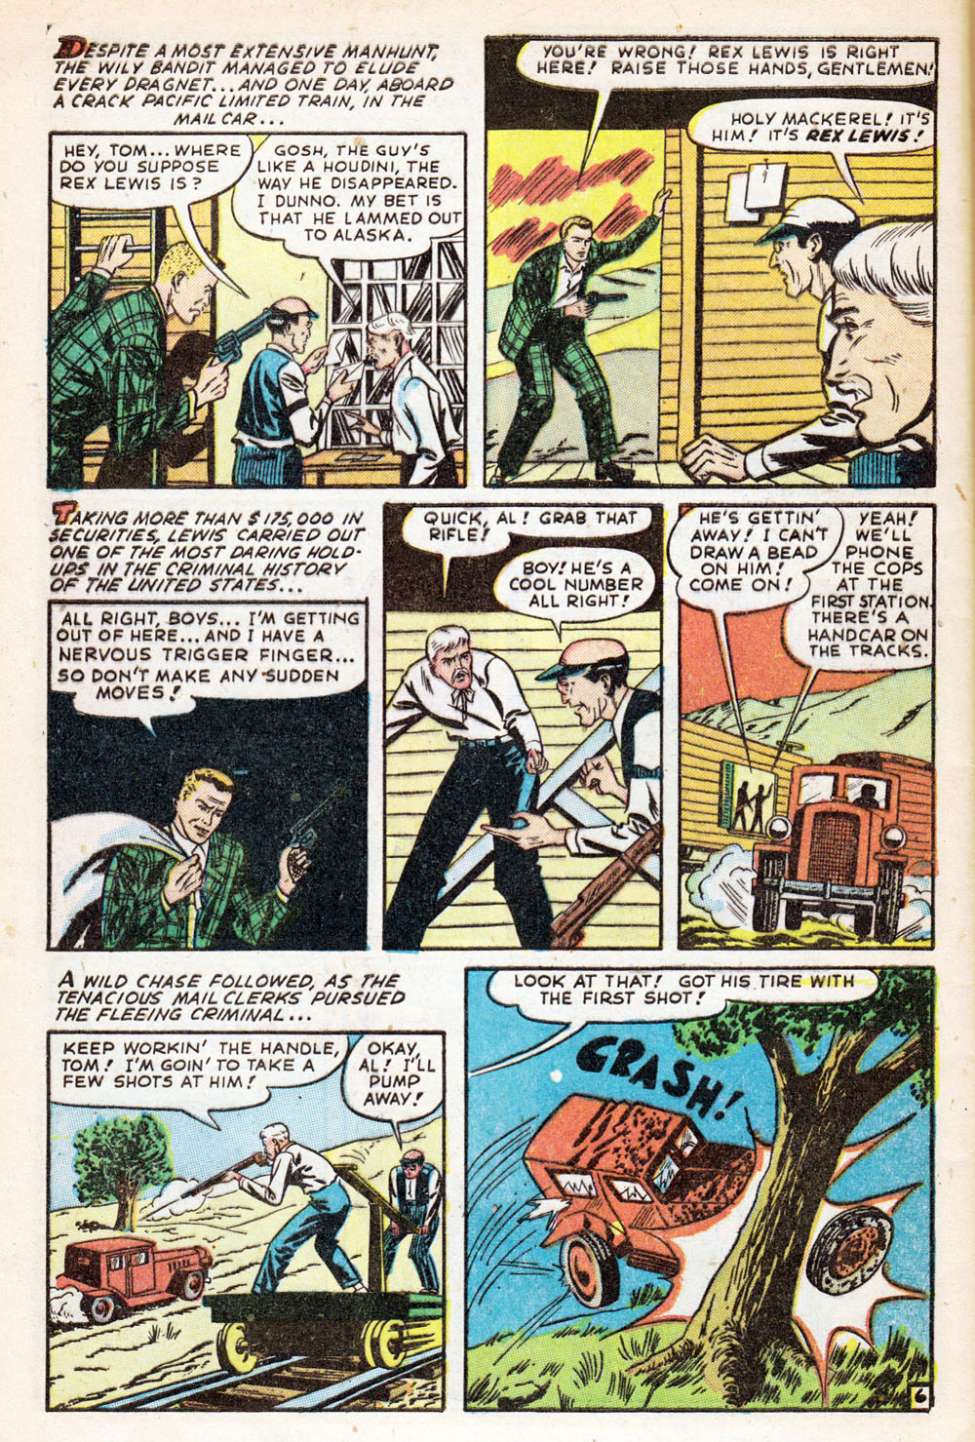 DESPITE A MOST EXTENSIVE MANHUNT,
THE WILY BANDIT MANAGED TO ELUDE
EVERY DRAGNET...AND ONE DAY, ABOARD
A CRACK PACIFIC LIMITED TRAIN, IN THE
MAIL CAR...
HEY, TOM...WHERE
DO YOU SUPPOSE
REX LEWIS IS?
GOSH, THE GUY'S
LIKE A HOUDINI, THE
WAY HE DISAPPEARED.
I DUNNO. MY BET IS
THAT HE LAMMED OUT
TO ALASKA.
YOU'RE WRONG! REX LEWIS IS RIGHT
HERE! RAISE THOSE HANDS, GENTLEMEN!
HOLY MACKEREL! IT'S
HIM! IT'S REX LEWIS!
TAKING MORE THAN $175,000 IN
SECURITIES, LEWIS CARRIED OUT
ONE OF THE MOST DARING HOLD-
UPS IN THE CRIMINAL HISTORY
OF THE UNITED STATES...
ALL RIGHT, BOYS... I'M GETTING
OUT OF HERE...AND I HAVE A
NERVOUS TRIGGER FINGER...
SO DON'T MAKE ANY SUDDEN
MOVES!
QUICK, AL! GRAB THAT
RIFLE!
BOY! HE'S A
COOL NUMBER
ALL RIGHT!
HE'S GETTIN'
AWAY! I CAN'T
DRAW A BEAD
ON HIM!
COME ON!
YEAH!
WE'LL
PHONE
THE COPS
AT THE
FIRST STATION.
THERE'S A
HANDCAR ON
THE TRACKS.
A WILD CHASE FOLLOWED, AS THE
TENACIOUS MAIL CLERKS PURSUED
THE FLEEING CRIMINAL...
KEEP WORKIN' THE HANDLE,
TOM! I'M GOIN' TO TAKE A
FEW SHOTS AT HIM!
OKAY,
AL! I'LL
PUMP
AWAY!
LOOK AT THAT! GOT HIS TIRE WITH
THE FIRST SHOT!
CRASH!
6